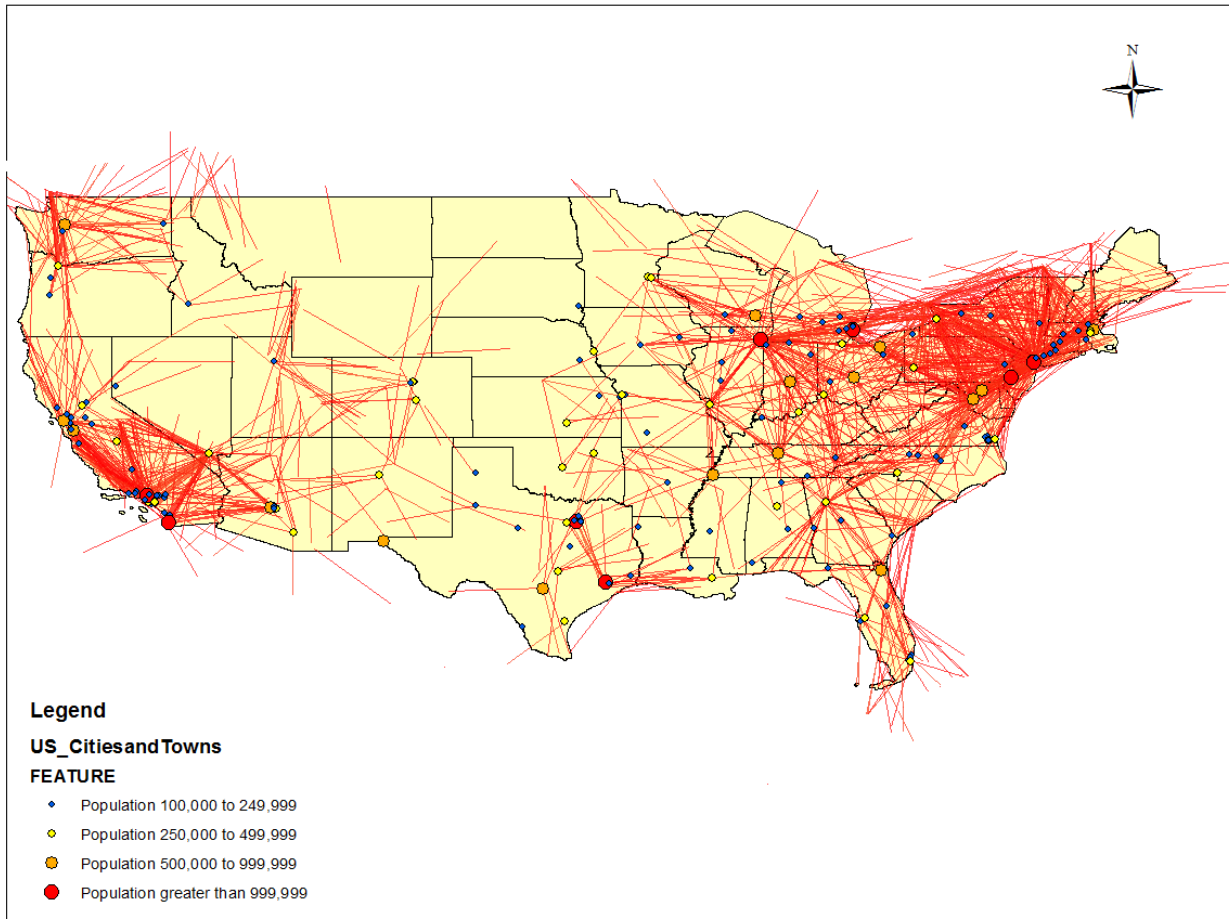 N
Legend
US_CitiesandTowns
FEATURE
Population 100,000 to 249,999
Population 250,000 to 499,999
Population 500,000 to 999,999
Population greater than 999,999